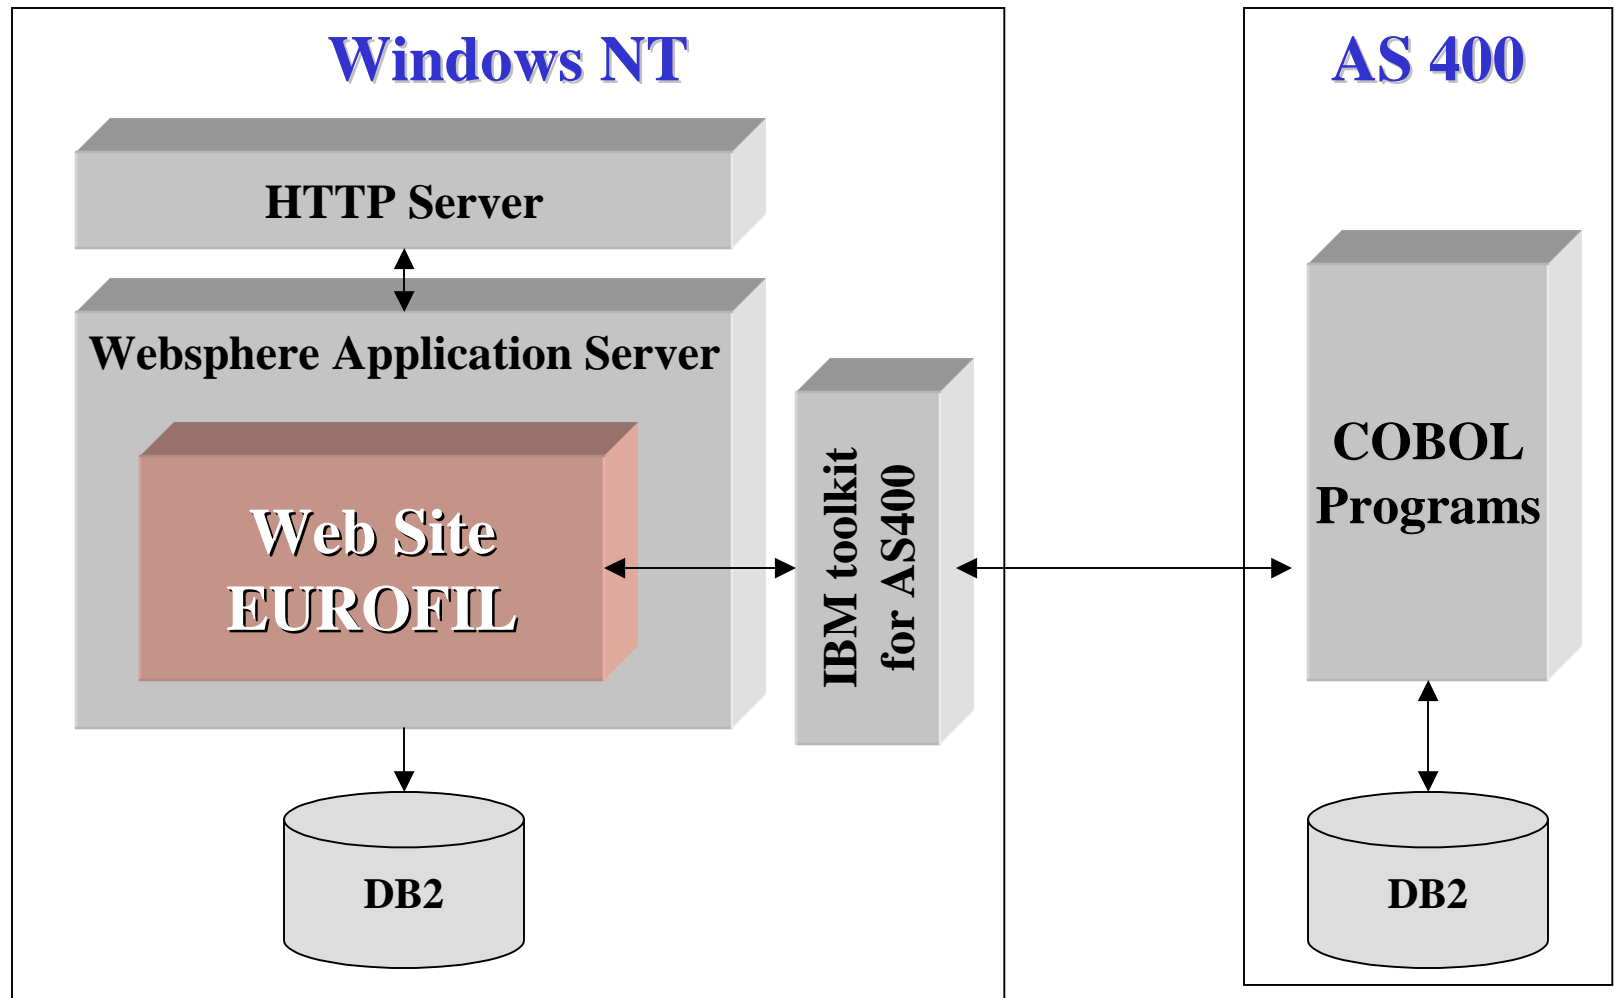 Windows NT
HTTP Server
Websphere Application Server
Web Site
EUROFIL
IBM toolkit
for AS400
DB2
AS 400
COBOL
Programs
DB2